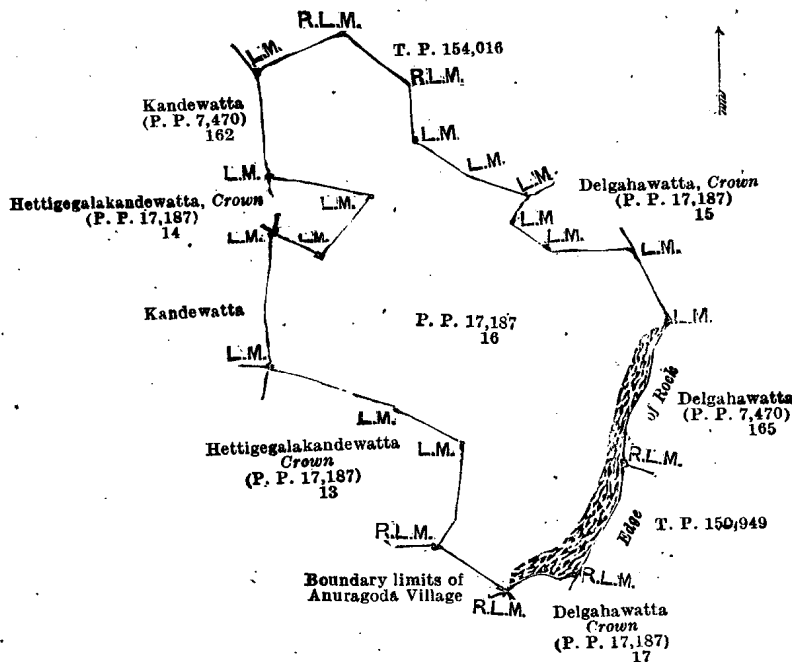 R.L.M.
L.M.
T. P. 154,016
R.L.M.
Kandewatta
(P. P. 7,470)
162
L.M.
L.M.
L.M.
L.M.
Delgahawatta, Crown
(P. P. 17,187)
15
Hettigegalakandewatta, Crown
(P. P. 17,187)
14
L.M.
L.M
L.M.
L.M.
L.M.
L.M.
Kandewatta
P. P. 17,187
16
L.M.
L.M.
Edge of Rock
Delgahawatta
(P. P. 7,470)
165
L.M.
Hettigegalakandewatta
Crown
(P. P. 17,187)
13
L.M.
R.L.M.
T. P. 150,949
R.L.M.
Boundary limits of
Anuragoda Village
R.L.M.
R.L.M.
Delgahawatta
Crown
(P. P. 17,187)
17